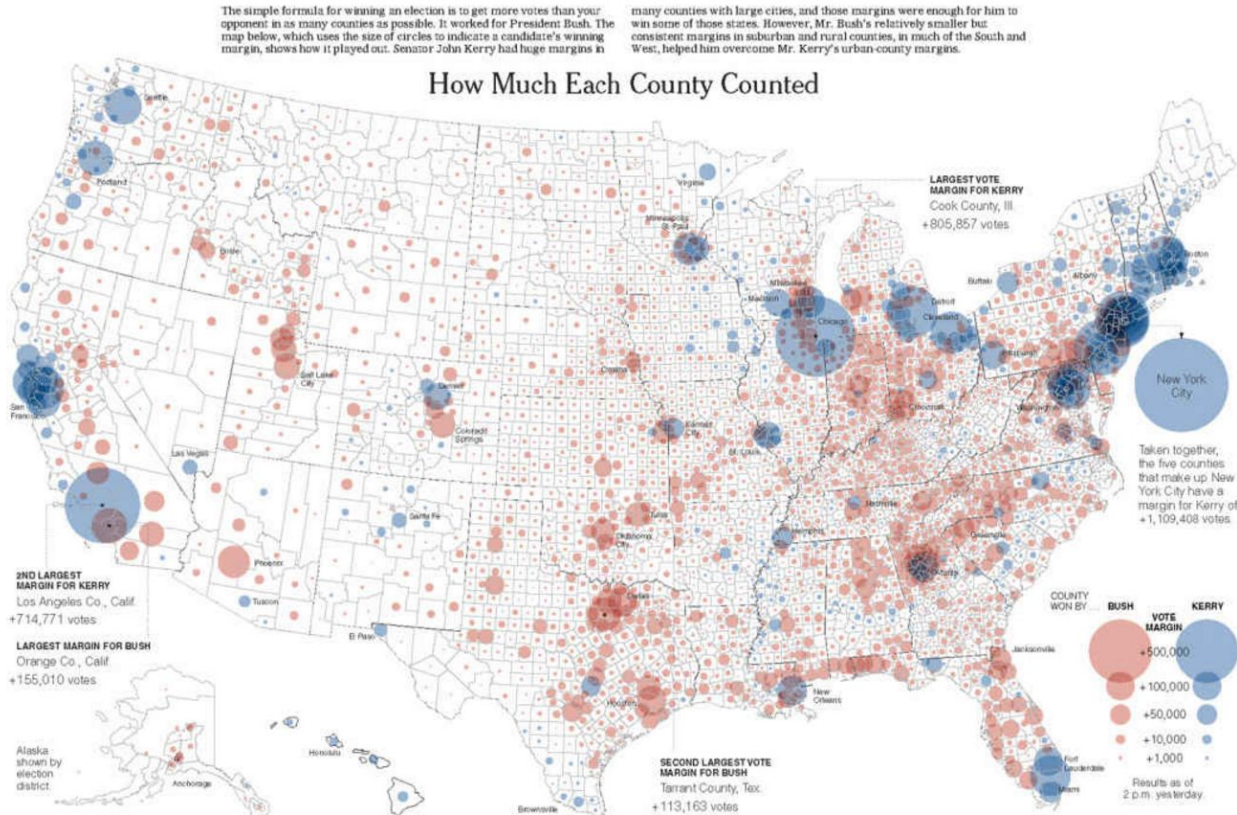 The simple formula for winning an election is to get more votes than your
opponent in as many counties as possible. It worked for President Bush. The
map below, which uses the size of circles to indicate a candidate's winning
margin, shows how it played out. Senator John Kerry had huge margins in
many counties with large cities, and those margins were enough for him to
win some of those states. However, Mr. Bush's relatively smaller but
consistent margins in suburban and rural counties, in much of the South and
West, helped him overcome Mr. Kerry's urban-county margins.
How Much Each County Counted
Seattle
Portland
Boise
Virginia
Minneapolis
St. Paul
LARGEST VOTE
MARGIN FOR KERRY
Cook County, Ill.
+805,857 votes
Buffalo
Albany
Boston
Milwaukee
Madison
Chicago
Detroit
Cleveland
Pittsburgh
New York
City
Salt Lake
City
Omaha
Denver
Colorado
Springs
Kansas
City
St. Louis
Cincinnati
Washington
San
Francisco
Las Vegas
Taken together,
the five counties
that make up New
York City have a
margin for Kerry of
+1,109,408 votes
Santa Fe
Tulsa
Oklahoma
City
Nashville
Memphis
Greenville
Atlanta
Phoenix
Tucson
El Paso
Dallas
2ND LARGEST
MARGIN FOR KERRY
Los Angeles Co., Calif.
+714,771 votes
LARGEST MARGIN FOR BUSH
Orange Co., Calif.
+155,010 votes
COUNTY
WON BY ...
BUSH
VOTE
MARGIN
KERRY
+500,000
+100,000
+50,000
+10,000
+1,000
Results as of
2 p.m. yesterday
Jacksonville
New
Orleans
Houston
Alaska
shown by
election
district.
Anchorage
Honolulu
Brownsville
SECOND LARGEST VOTE
MARGIN FOR BUSH
Tarrant County, Tex.
+113,163 votes
Fort
Lauderdale
Miami